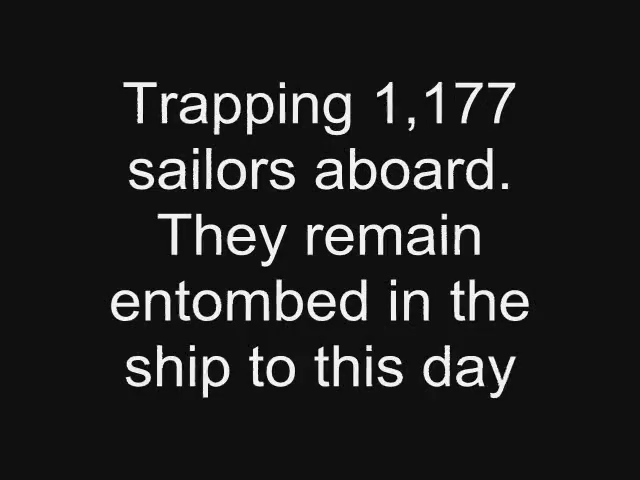 Trapping 1,177
sailors aboard.
They remain
entombed in the
ship to this day